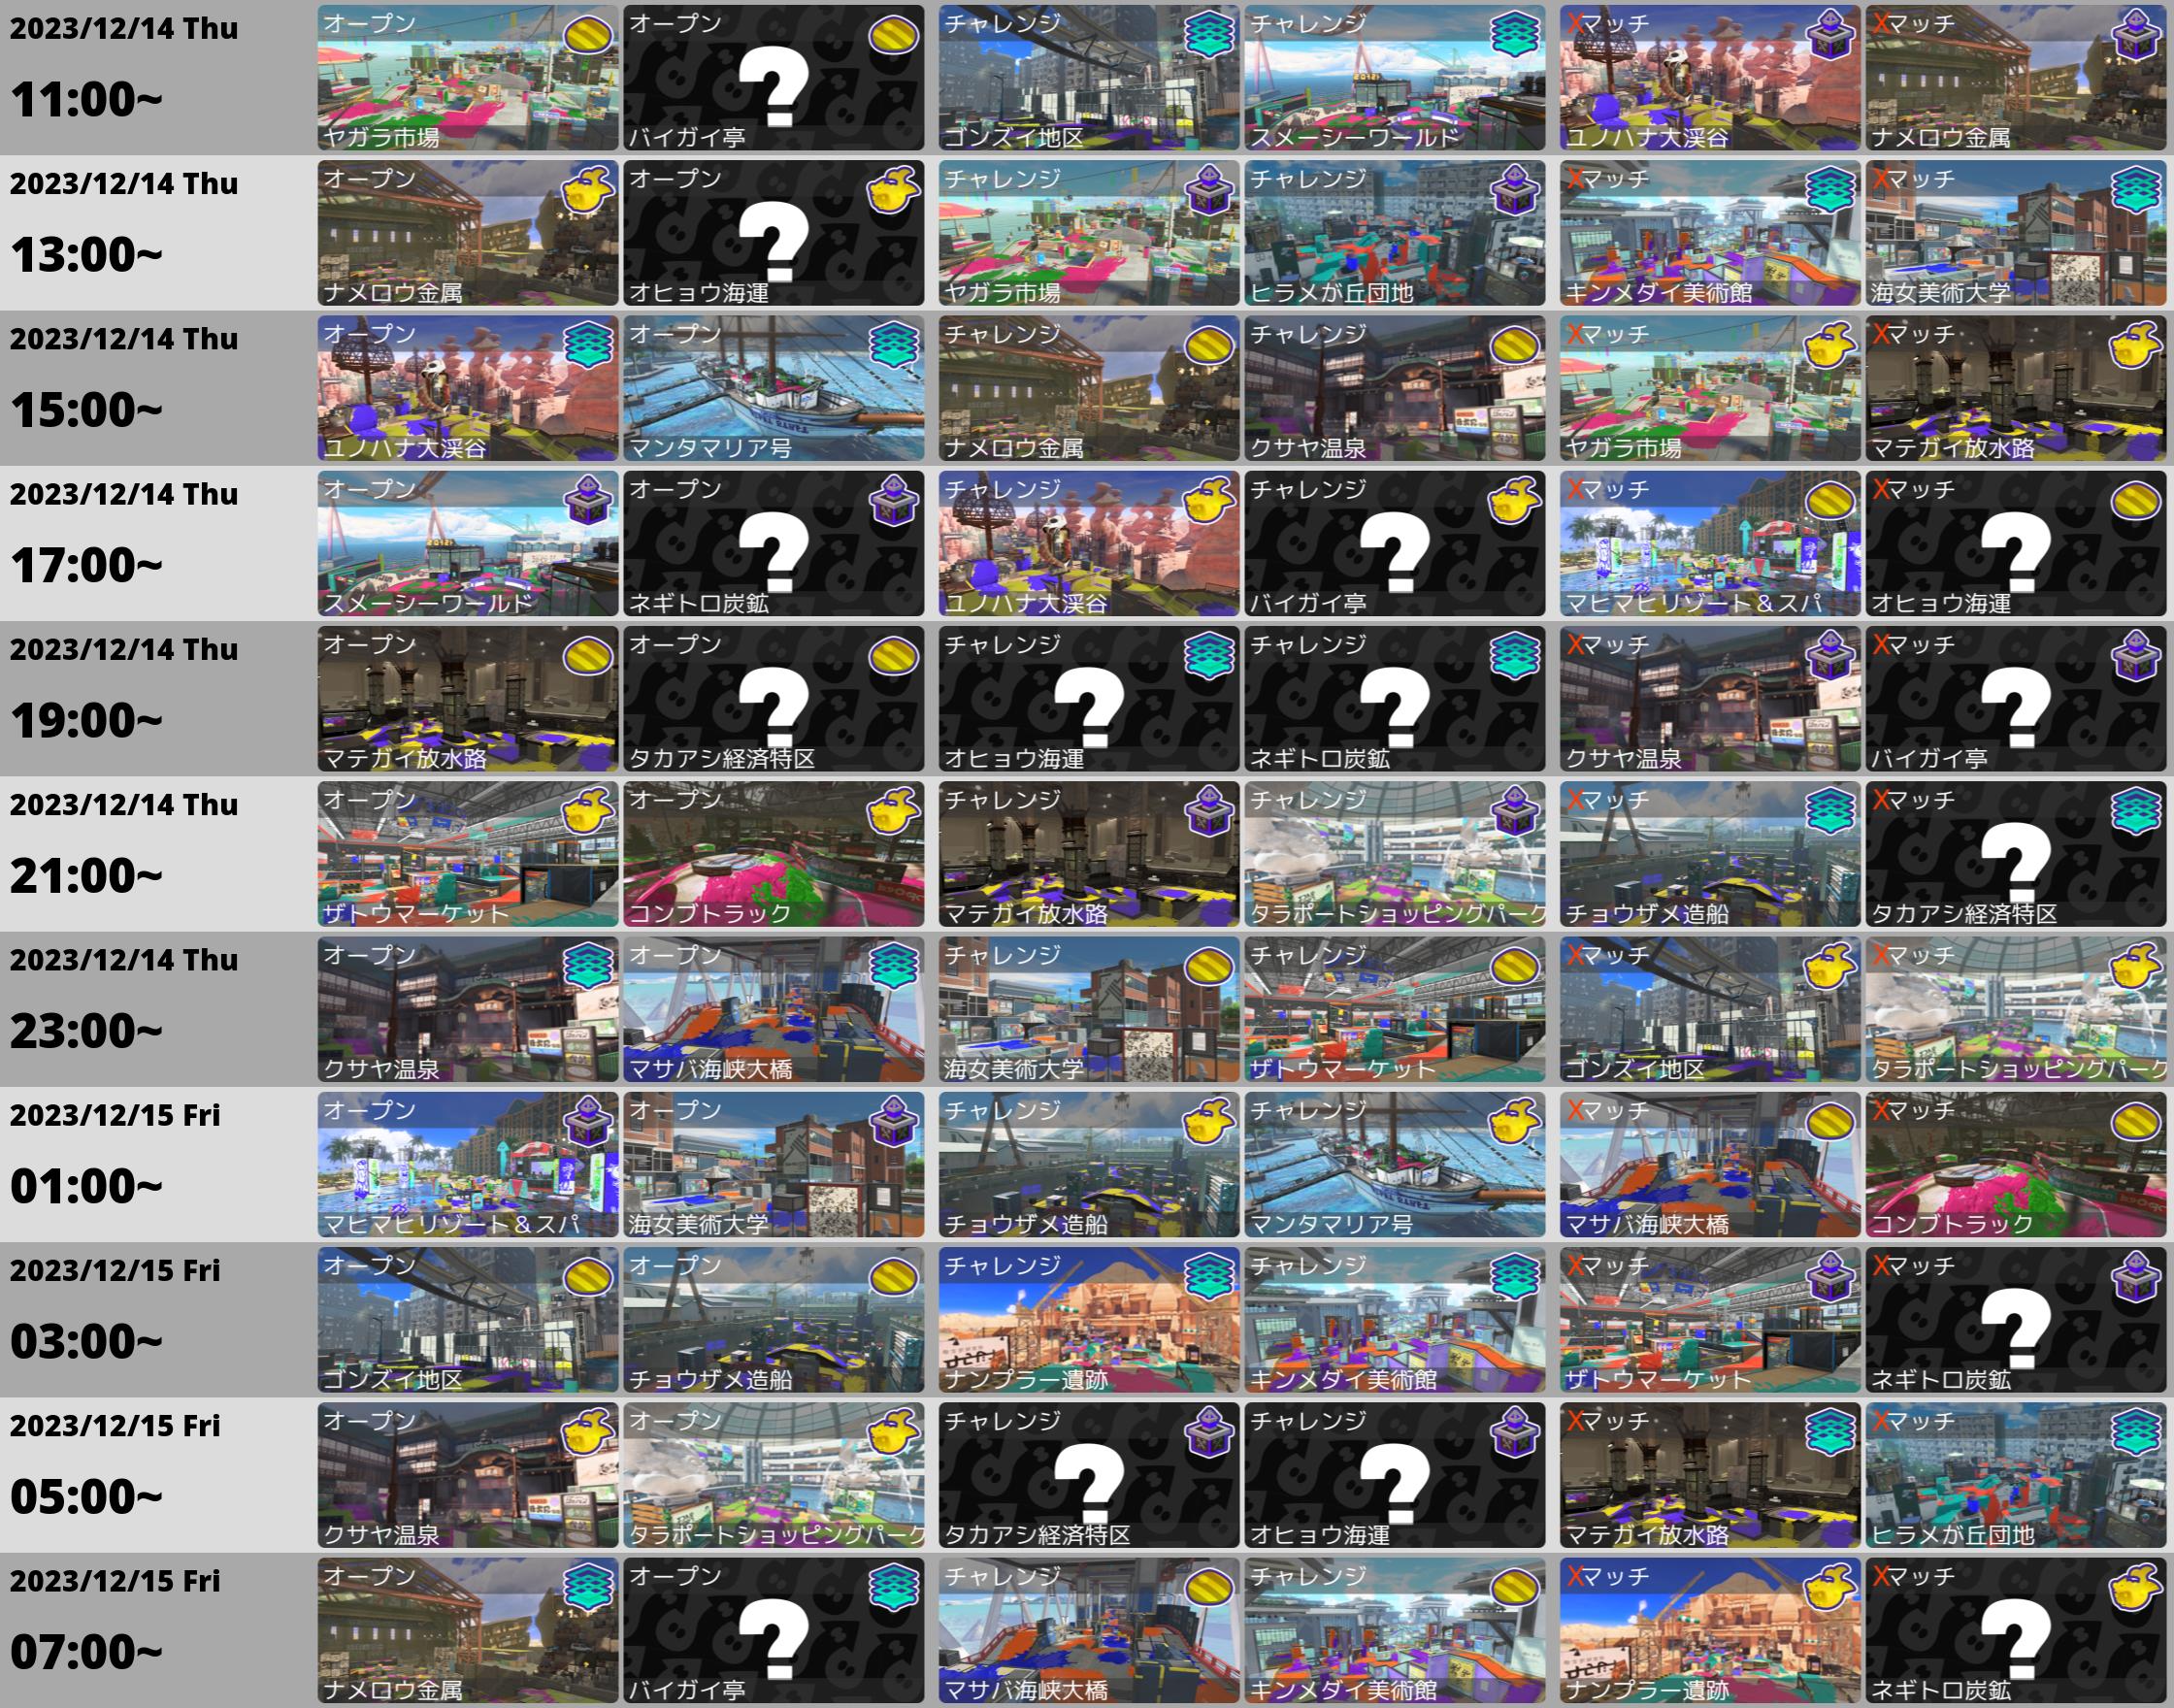 2023/12/14 Thu
11:00~
オープン オープン チャレンジ チャレンジ Xマッチ Xマッチ
ヤガラ市場 バイガイ亭 ゴンズイ地区 スメーシーワールド ユノハナ大渓谷 ナメロウ金属
2023/12/14 Thu
13:00~
オープン オープン チャレンジ チャレンジ Xマッチ Xマッチ
ナメロウ金属 オヒョウ海運 ヤガラ市場 ヒラメが丘団地 キンメダイ美術館 海女美術大学
2023/12/14 Thu
15:00~
オープン オープン チャレンジ チャレンジ Xマッチ Xマッチ
ユノハナ大渓谷 マンタマリア号 ナメロウ金属 クサヤ温泉 ヤガラ市場 マテガイ放水路
2023/12/14 Thu
17:00~
オープン オープン チャレンジ チャレンジ Xマッチ Xマッチ
スメーシーワールド ネギトロ炭鉱 ユノハナ大渓谷 バイガイ亭 マヒマヒリゾート&スパ オヒョウ海運
2023/12/14 Thu
19:00~
オープン オープン チャレンジ チャレンジ Xマッチ Xマッチ
マテガイ放水路 タカアシ経済特区 オヒョウ海運 ネギトロ炭鉱 クサヤ温泉 バイガイ亭
2023/12/14 Thu
21:00~
オープン オープン チャレンジ チャレンジ Xマッチ Xマッチ
ザトウマーケット コンブトラック マテガイ放水路 タラポートショッピングパーク チョウザメ造船 タカアシ経済特区
2023/12/14 Thu
23:00~
オープン オープン チャレンジ チャレンジ Xマッチ Xマッチ
クサヤ温泉 マサバ海峡大橋 海女美術大学 ザトウマーケット ゴンズイ地区 タラポートショッピングパーク
2023/12/15 Fri
01:00~
オープン オープン チャレンジ チャレンジ Xマッチ Xマッチ
マヒマヒリゾート&スパ 海女美術大学 チョウザメ造船 マンタマリア号 マサバ海峡大橋 コンブトラック
2023/12/15 Fri
03:00~
オープン オープン チャレンジ チャレンジ Xマッチ Xマッチ
ゴンズイ地区 チョウザメ造船 ナンプラー遺跡 キンメダイ美術館 ザトウマーケット ネギトロ炭鉱
2023/12/15 Fri
05:00~
オープン オープン チャレンジ チャレンジ Xマッチ Xマッチ
クサヤ温泉 タラポートショッピングパーク タカアシ経済特区 オヒョウ海運 マテガイ放水路 ヒラメが丘団地
2023/12/15 Fri
07:00~
オープン オープン チャレンジ チャレンジ Xマッチ Xマッチ
ナメロウ金属 バイガイ亭 マサバ海峡大橋 キンメダイ美術館 ナンプラー遺跡 ネギトロ炭鉱